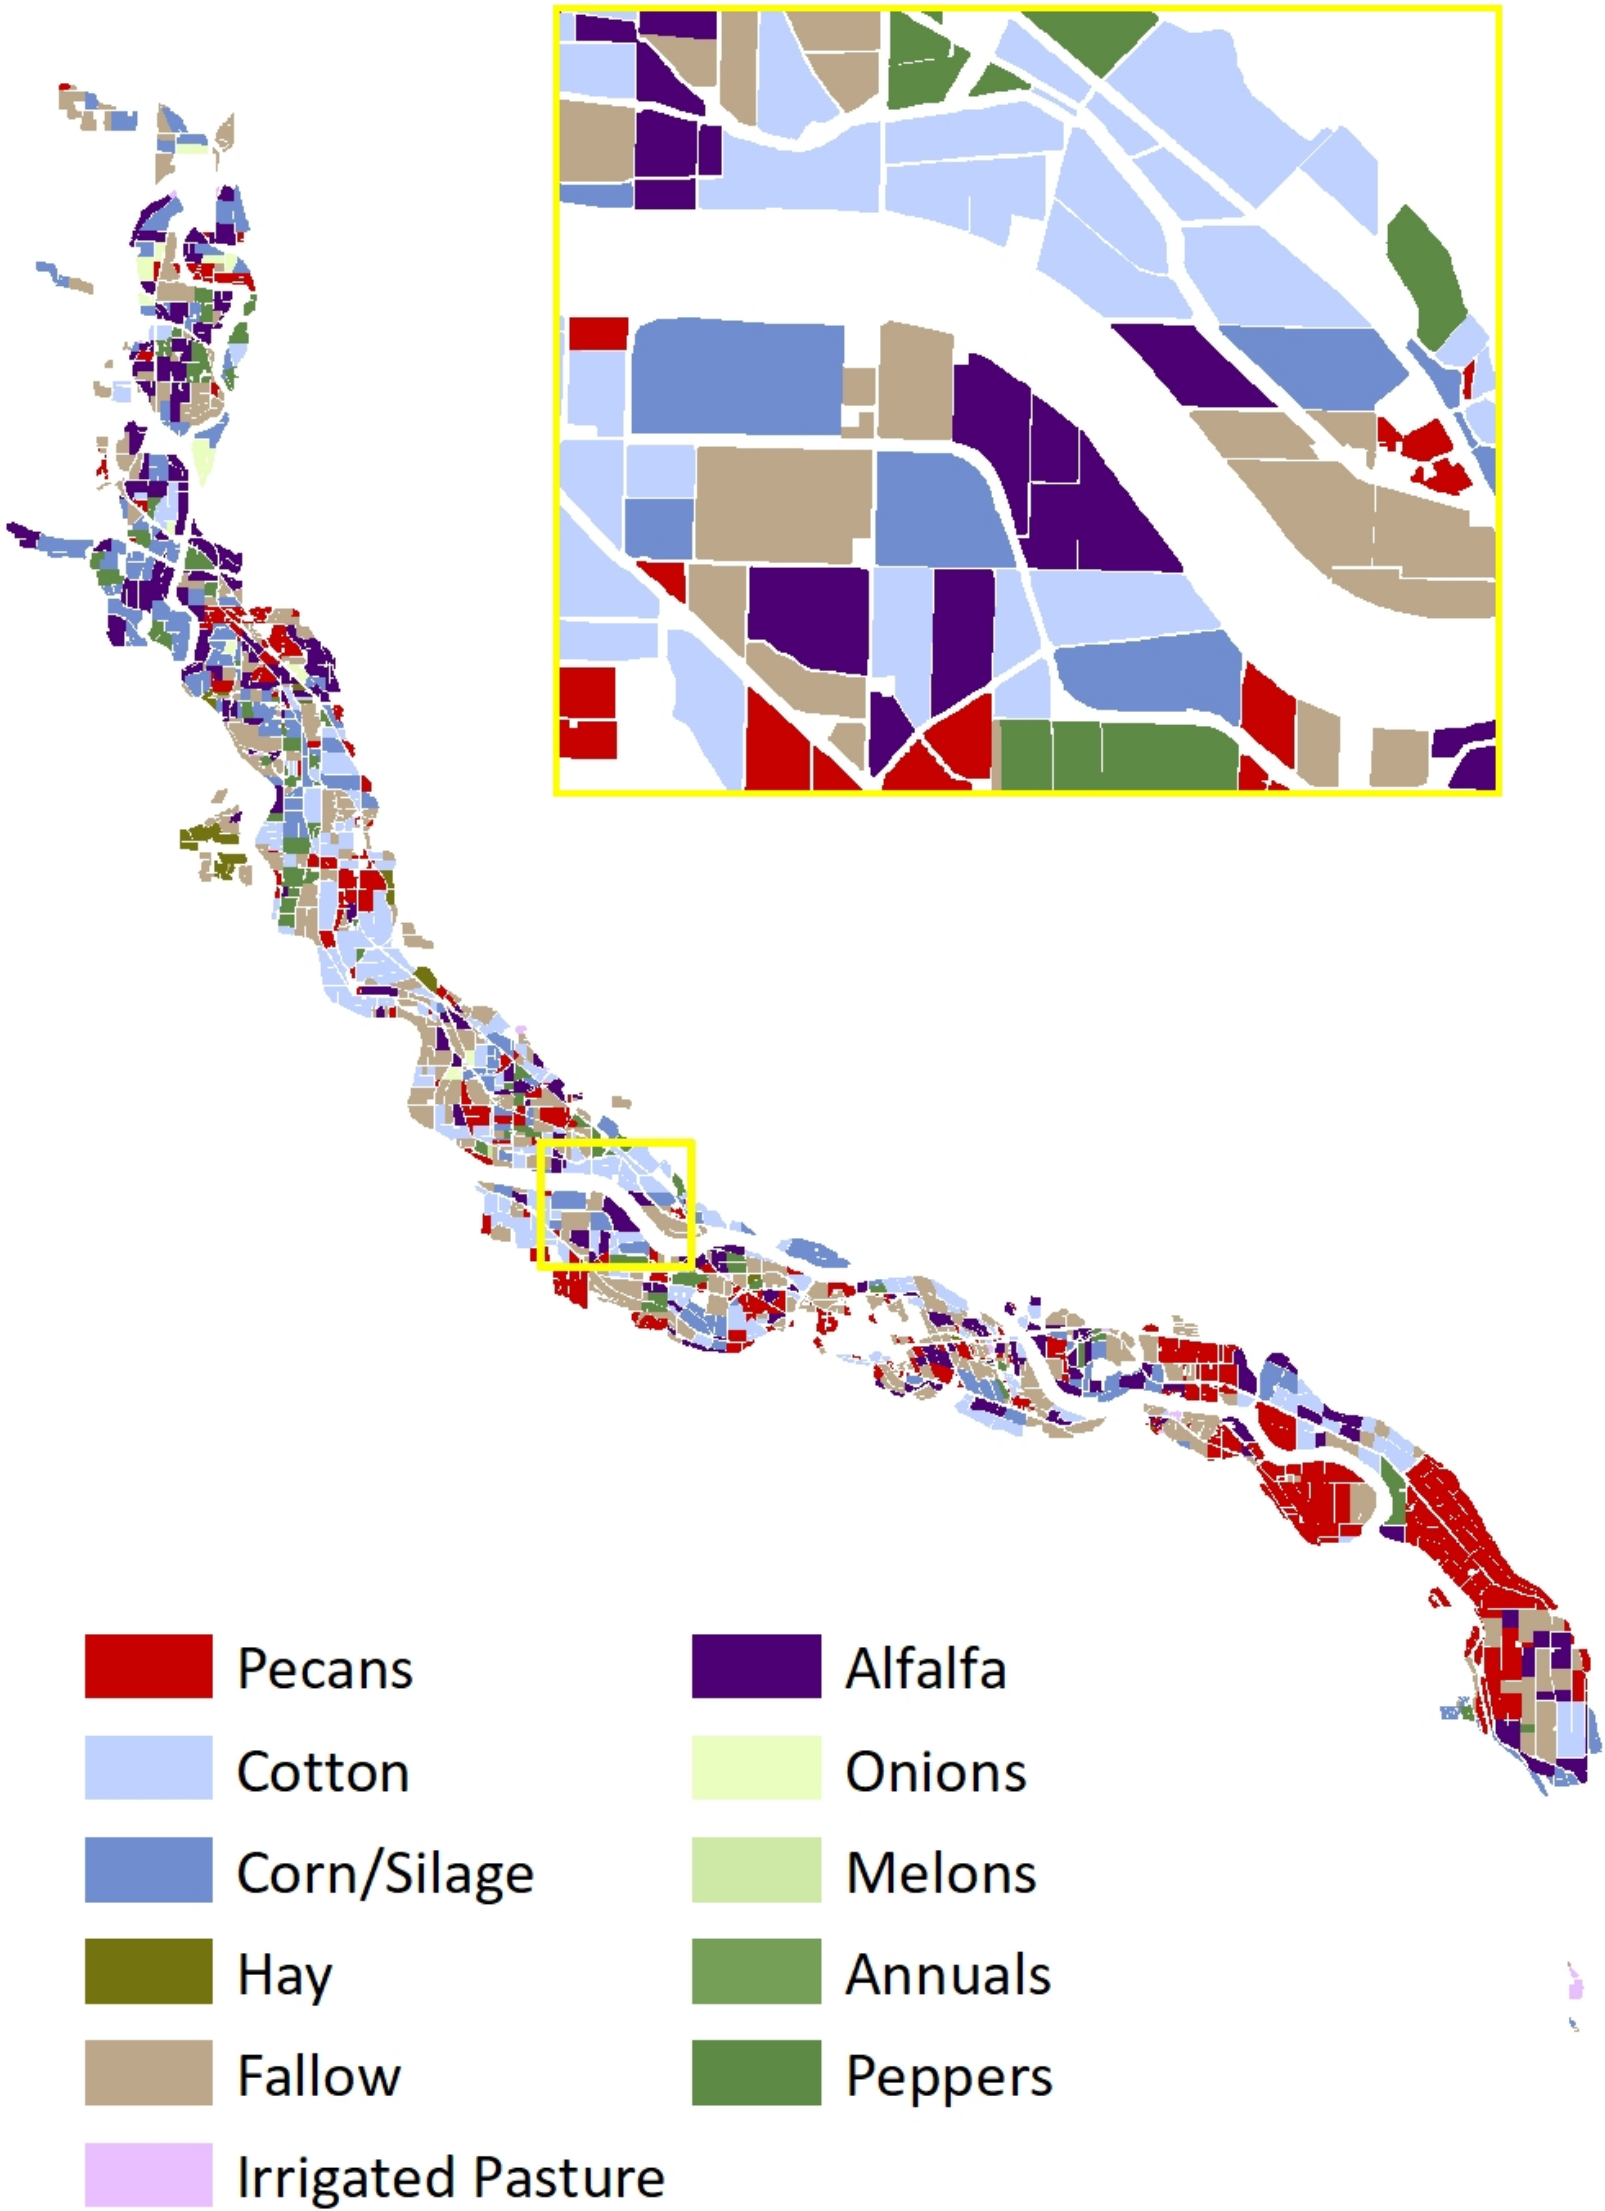 Pecans
Cotton
Corn/Silage
Hay
Fallow
Irrigated Pasture
Alfalfa
Onions
Melons
Annuals
Peppers